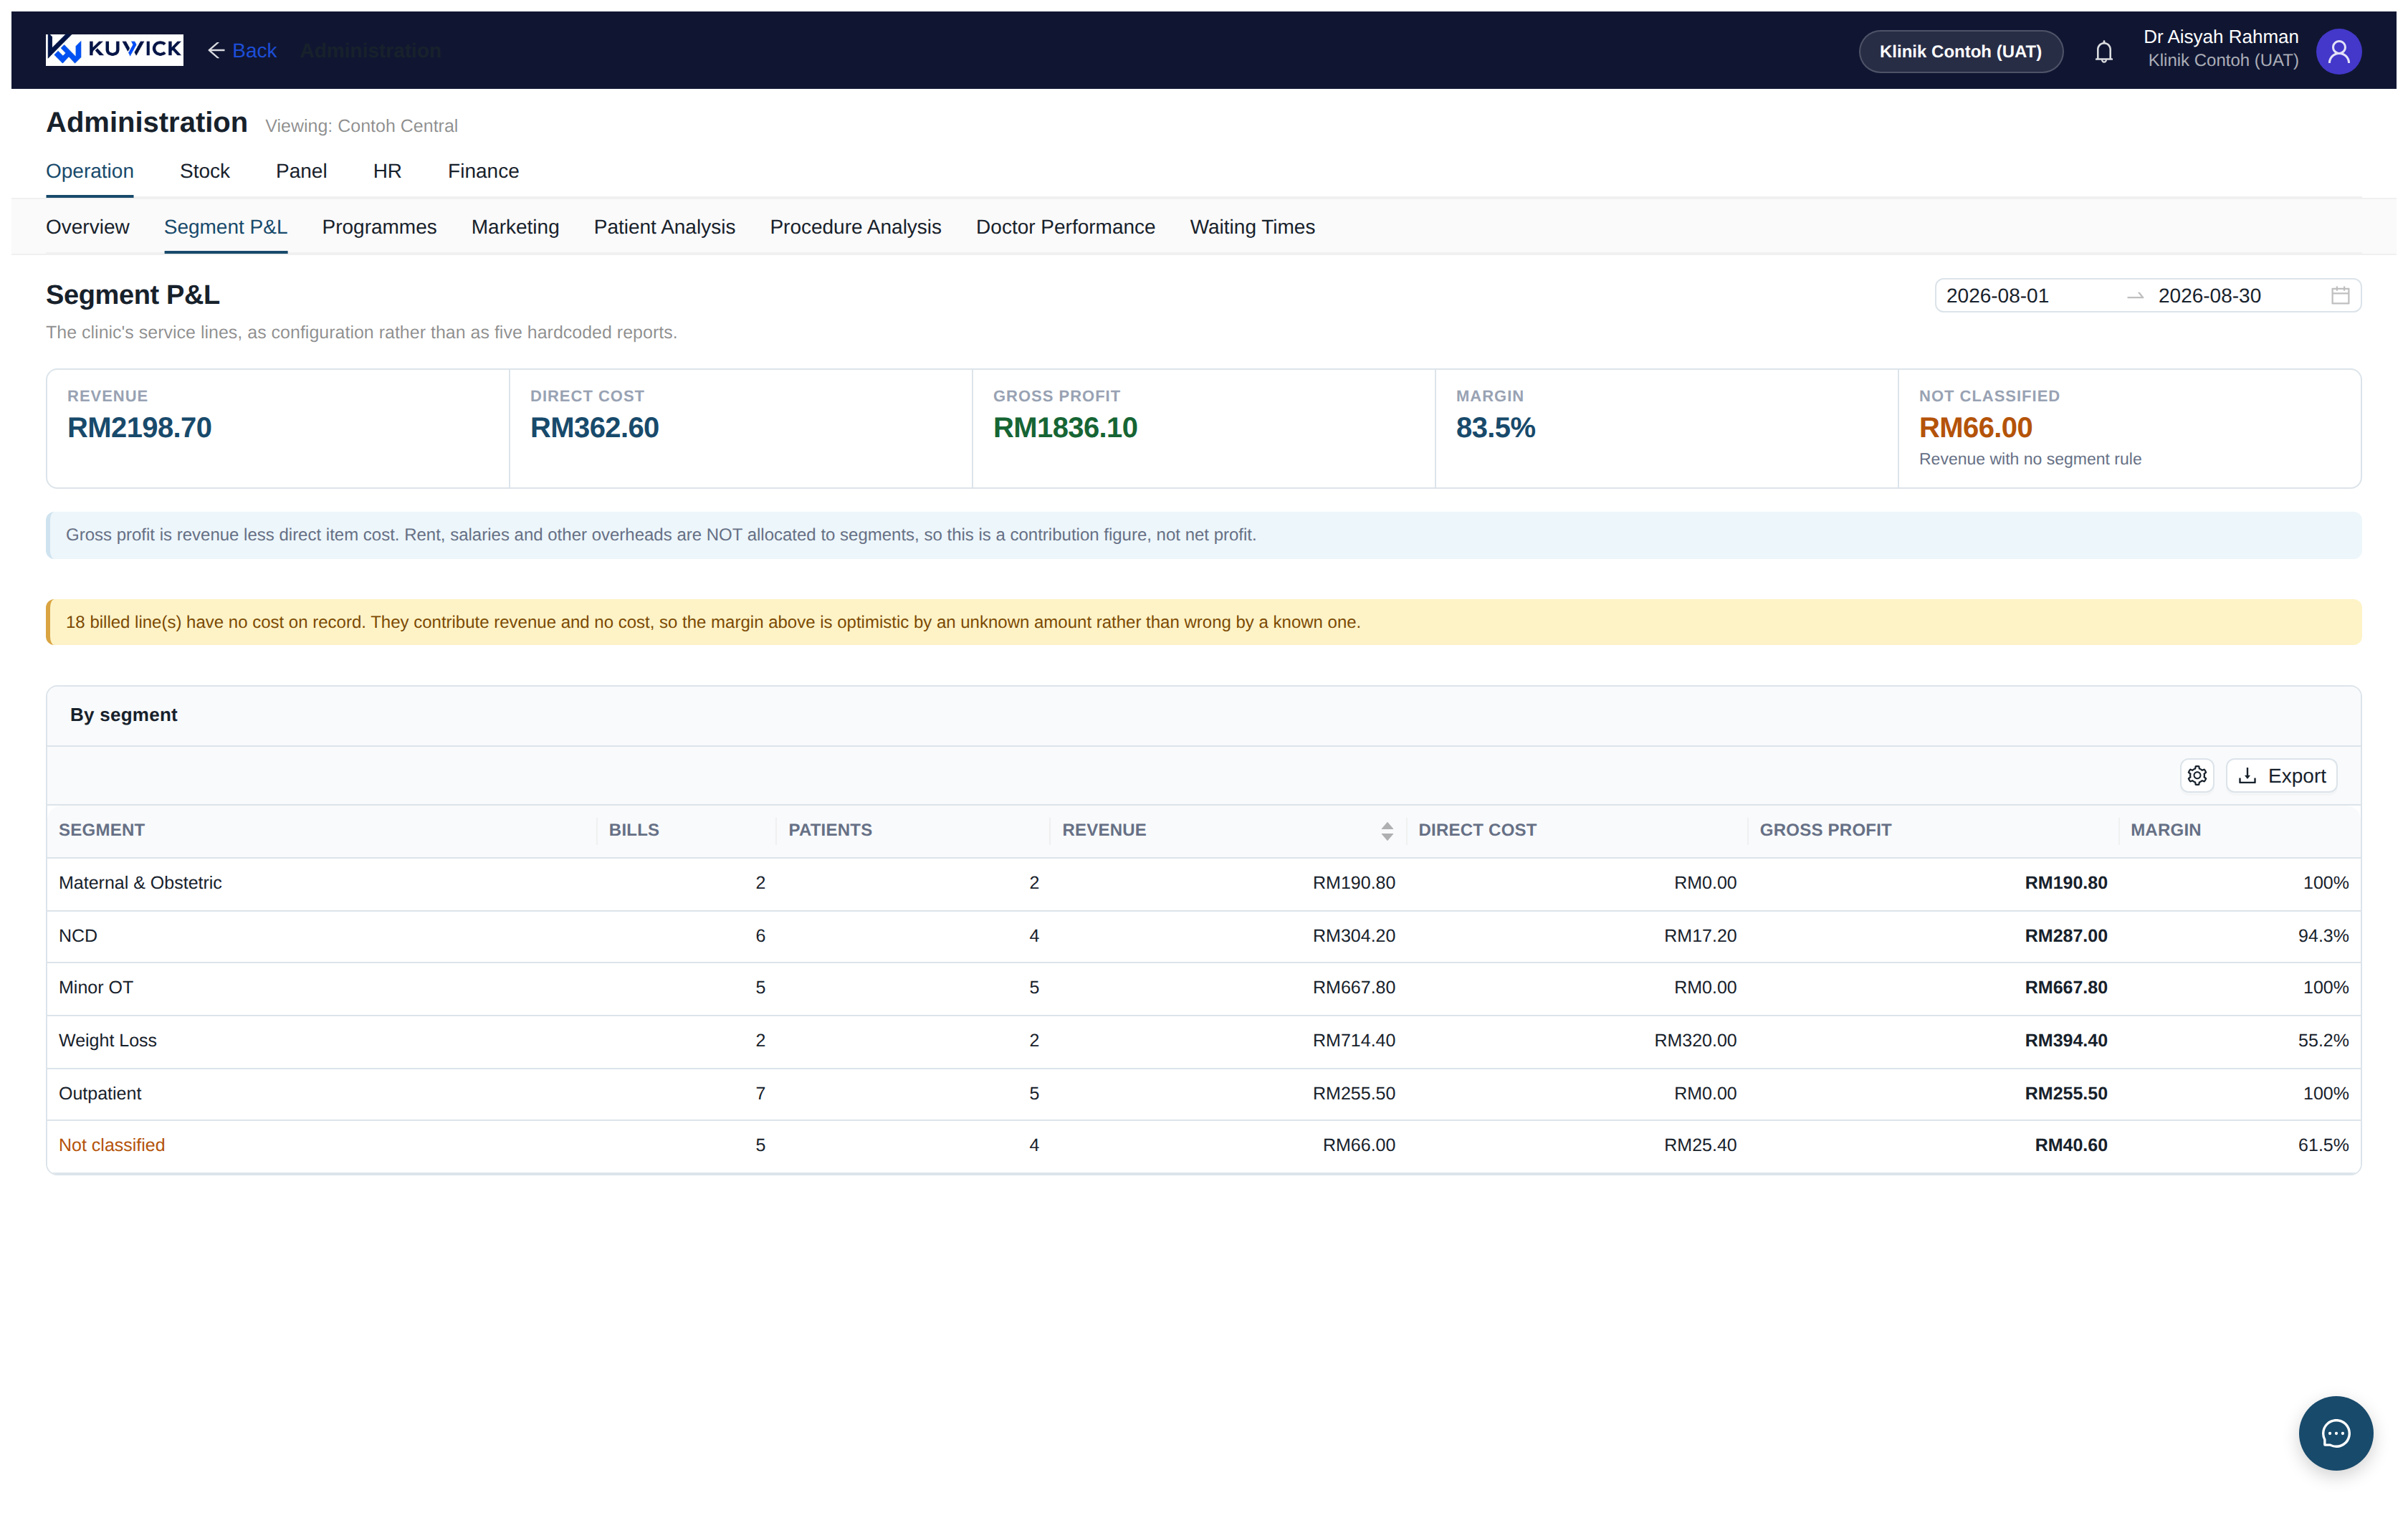 KUWICK
Back
Administration
Klinik Contoh (UAT)
Dr Aisyah Rahman
Klinik Contoh (UAT)
Administration Viewing: Contoh Central
Operation Stock Panel HR Finance
Overview Segment P&L Programmes Marketing Patient Analysis Procedure Analysis Doctor Performance Waiting Times
Segment P&L
2026-08-01 2026-08-30
The clinic's service lines, as configuration rather than as five hardcoded reports.
REVENUE
RM2198.70
DIRECT COST
RM362.60
GROSS PROFIT
RM1836.10
MARGIN
83.5%
NOT CLASSIFIED
RM66.00
Revenue with no segment rule
Gross profit is revenue less direct item cost. Rent, salaries and other overheads are NOT allocated to segments, so this is a contribution figure, not net profit.
18 billed line(s) have no cost on record. They contribute revenue and no cost, so the margin above is optimistic by an unknown amount rather than wrong by a known one.
By segment
Export
SEGMENT BILLS PATIENTS REVENUE DIRECT COST GROSS PROFIT MARGIN
Maternal & Obstetric 2 2 RM190.80 RM0.00 RM190.80 100%
NCD 6 4 RM304.20 RM17.20 RM287.00 94.3%
Minor OT 5 5 RM667.80 RM0.00 RM667.80 100%
Weight Loss 2 2 RM714.40 RM320.00 RM394.40 55.2%
Outpatient 7 5 RM255.50 RM0.00 RM255.50 100%
Not classified 5 4 RM66.00 RM25.40 RM40.60 61.5%